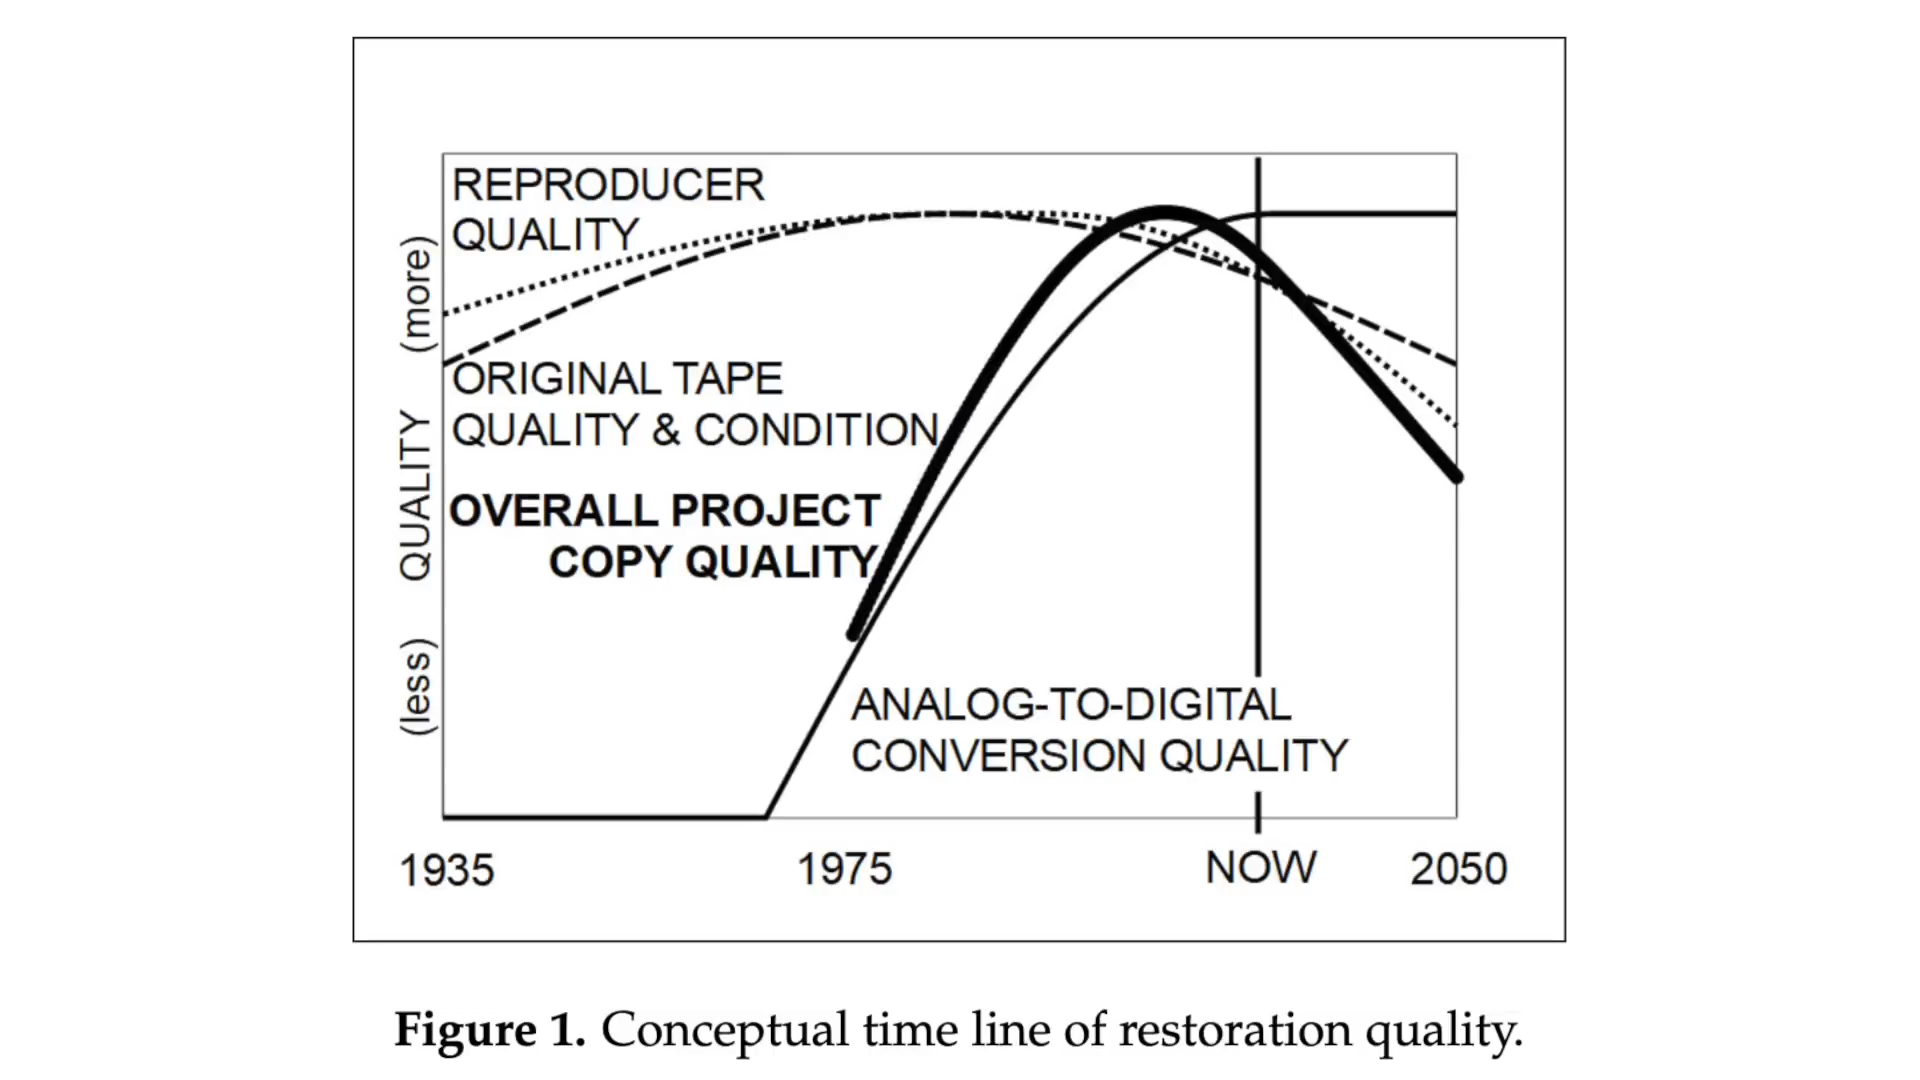 REPRODUCER
QUALITY
ORIGINAL TAPE
QUALITY & CONDITION
OVERALL PROJECT
COPY QUALITY
ANALOG-TO-DIGITAL
CONVERSION QUALITY
(less) QUALITY (more)
1935 1975 NOW 2050
Figure 1. Conceptual time line of restoration quality.